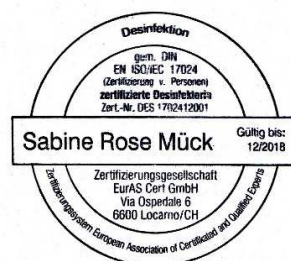 Desinfektion
gem. DIN
EN ISO/IEC 17024
(Zertifizierung v. Personen)
zertifizierte Desinfektorin
Zert.-Nr. DES 1702412001
Sabine Rose Mück
Gültig bis:
12/2018
Zertifizierungsgesellschaft
EurAS Cert GmbH
Via Ospedale 6
6600 Locarno/CH
Zertifizierungssystem European Association of Certificated and Qualified Experts